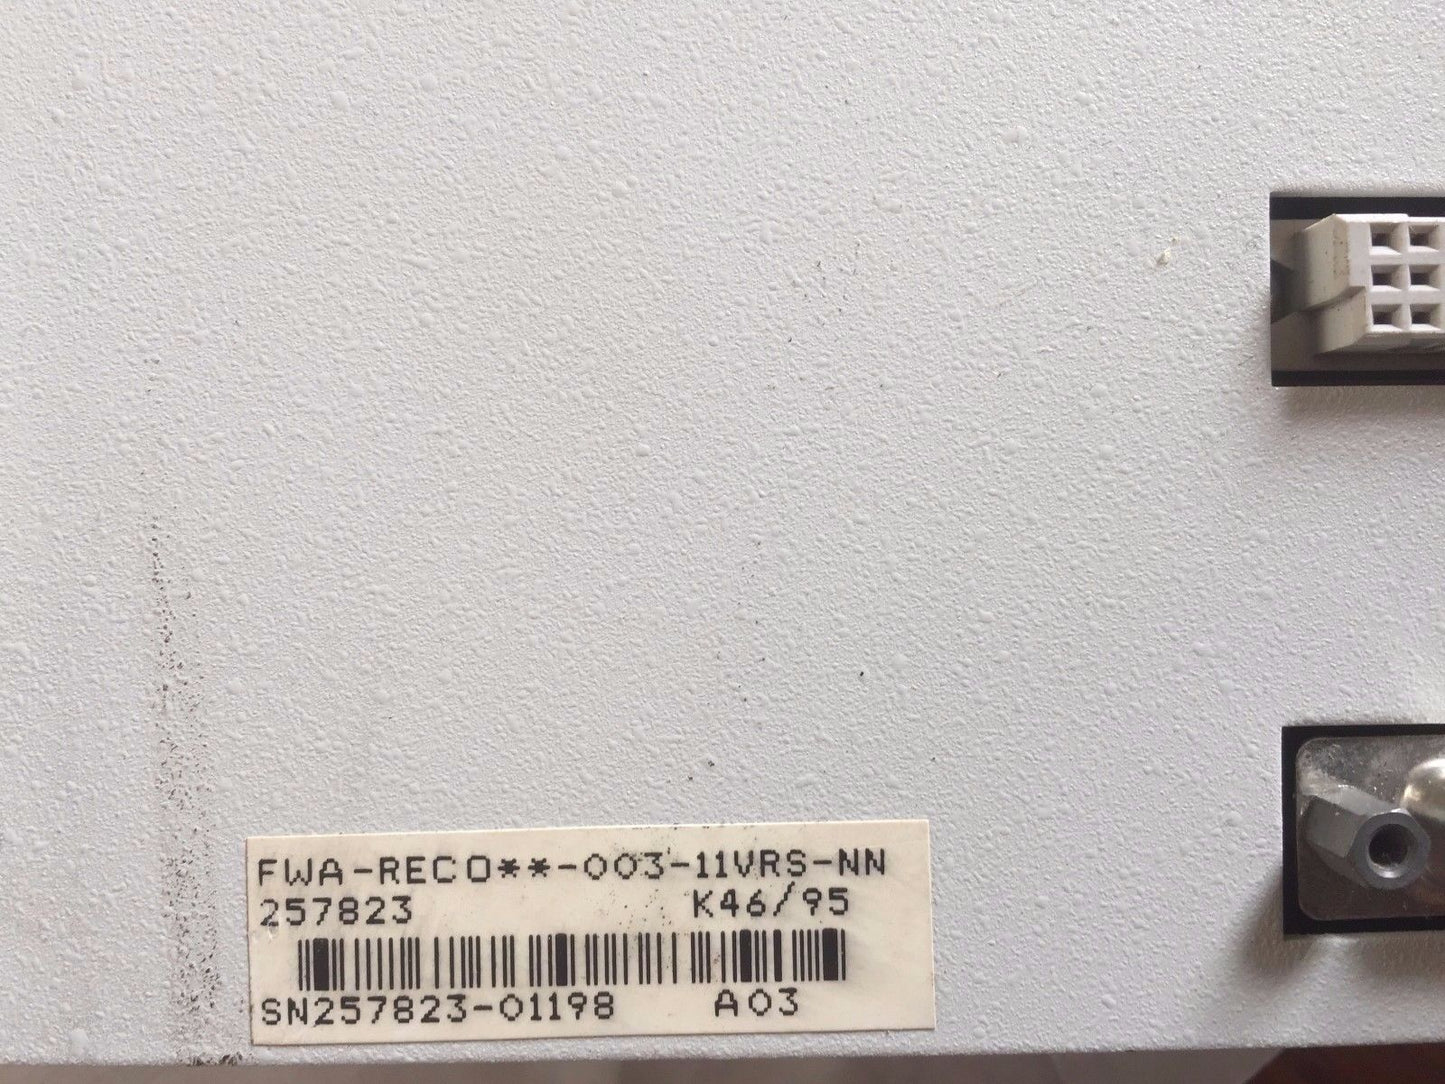 FWA-RECO**-003-11VRS-NN
257823 K46/95
SN257823-01198 A03